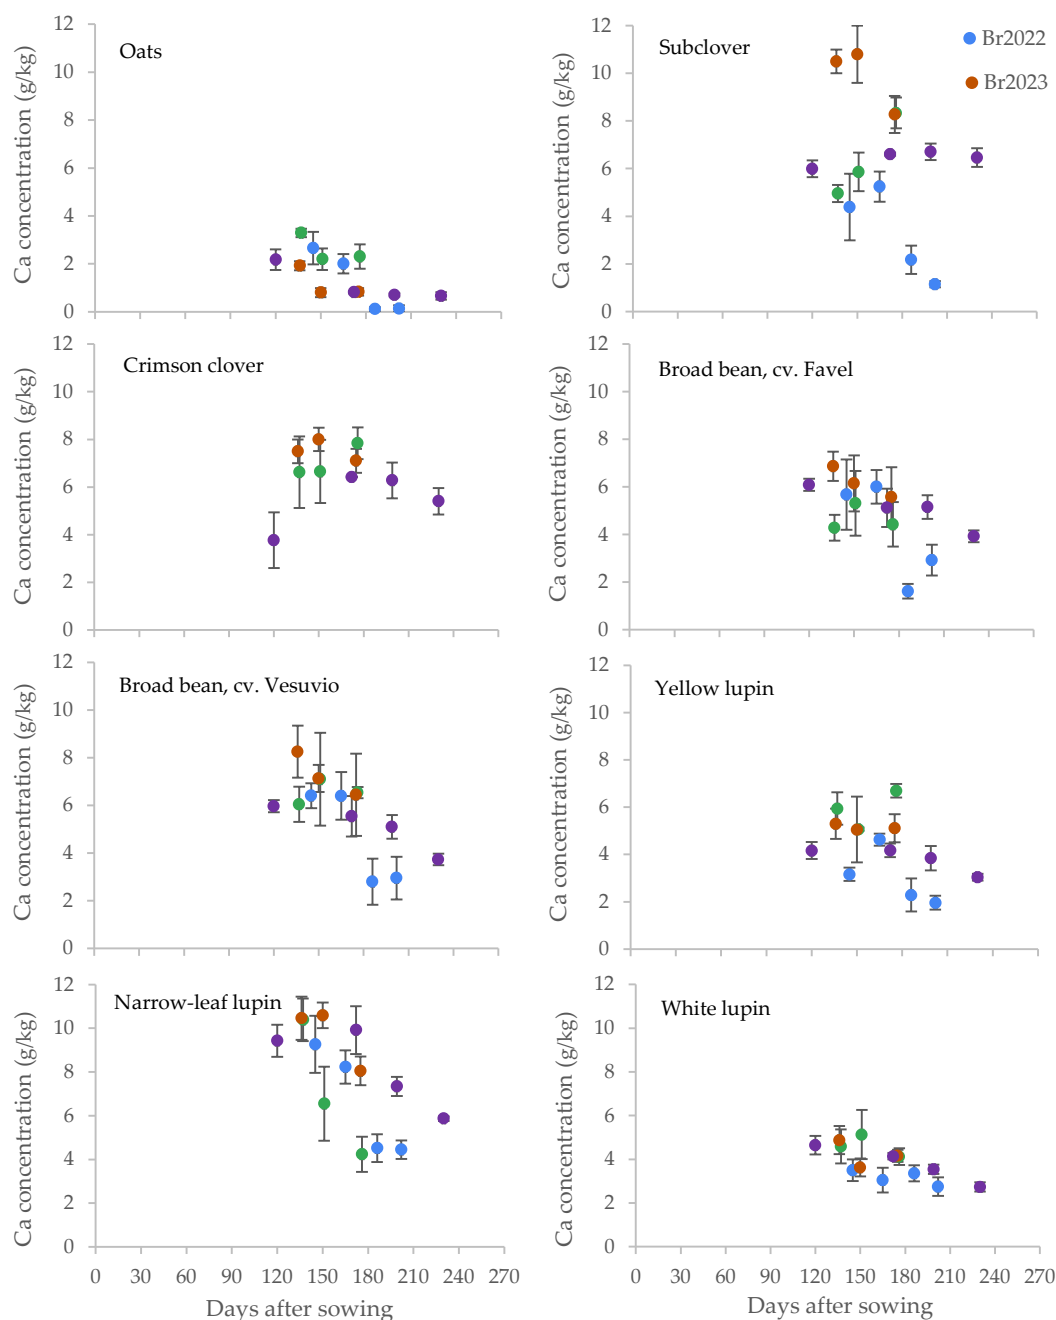 12
10
8
6
4
2
0
Ca concentration (g/kg)
Oats
12
10
8
6
4
2
0
Ca concentration (g/kg)
Subclover
Br2022
Br2023
12
10
8
6
4
2
0
Ca concentration (g/kg)
Crimson clover
12
10
8
6
4
2
0
Ca concentration (g/kg)
Broad bean, cv. Favel
12
10
8
6
4
2
0
Ca concentration (g/kg)
Broad bean, cv. Vesuvio
12
10
8
6
4
2
0
Ca concentration (g/kg)
Yellow lupin
12
10
8
6
4
2
0
Ca concentration (g/kg)
Narrow-leaf lupin
0 30 60 90 120 150 180 210 240 270
Days after sowing
12
10
8
6
4
2
0
Ca concentration (g/kg)
White lupin
0 30 60 90 120 150 180 210 240 270
Days after sowing